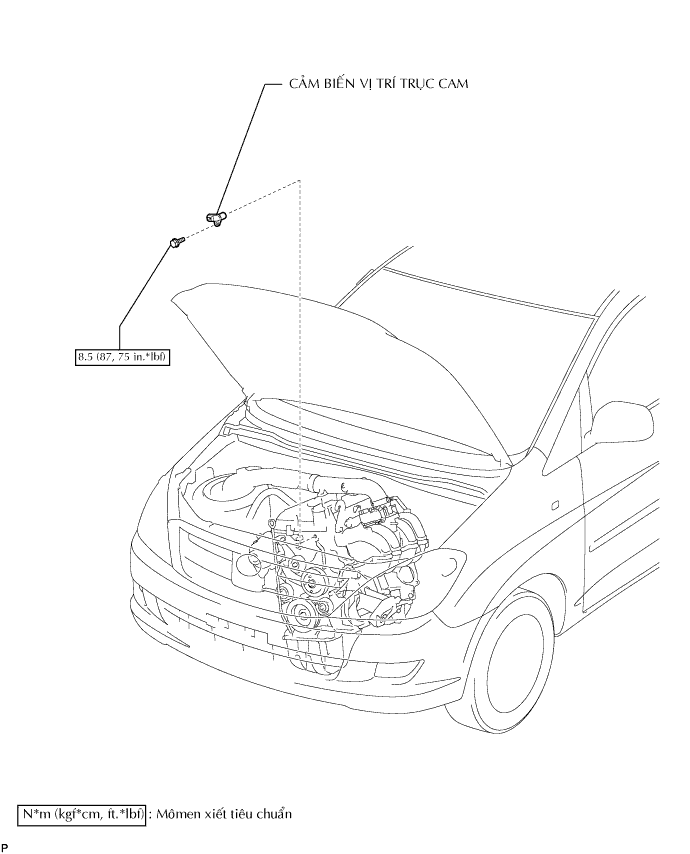 CẢM BIẾN VỊ TRÍ TRỤC CAM
8.5 (87, 75 in.*lbf)
N*m (kgf*cm, ft.*lbf) : Mômen xiết tiêu chuẩn
P